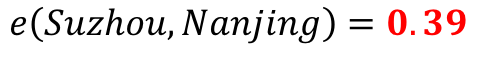 e(Suzhou, Nanjing) = 0.39